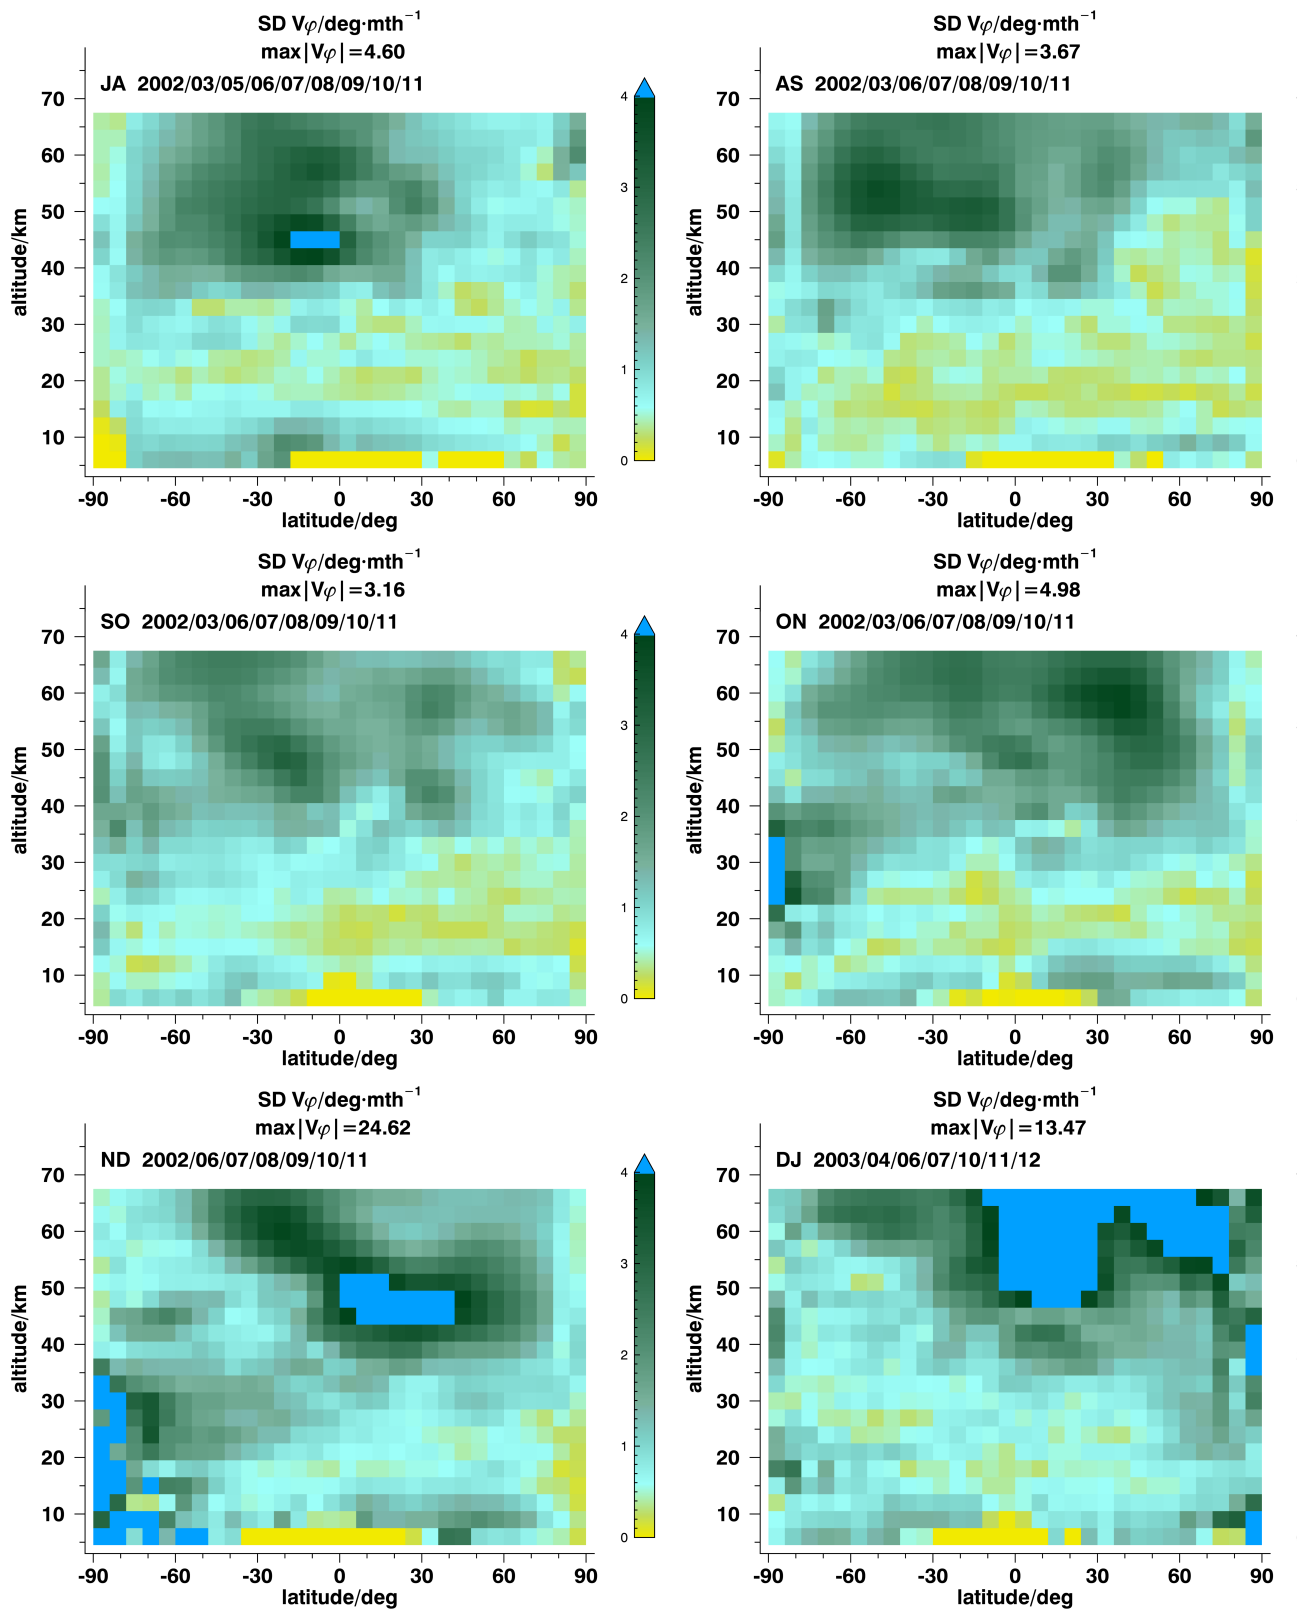 SD Vφ/deg·mth⁻¹
max|Vφ|=4.60
JA 2002/03/05/06/07/08/09/10/11
70
60
50
40
30
20
10
altitude/km
-90 -60 -30 0 30 60 90
latitude/deg
4
3
2
1
0
SD Vφ/deg·mth⁻¹
max|Vφ|=3.67
AS 2002/03/06/07/08/09/10/11
70
60
50
40
30
20
10
altitude/km
-90 -60 -30 0 30 60 90
latitude/deg
SD Vφ/deg·mth⁻¹
max|Vφ|=3.16
SO 2002/03/06/07/08/09/10/11
70
60
50
40
30
20
10
altitude/km
-90 -60 -30 0 30 60 90
latitude/deg
4
3
2
1
0
SD Vφ/deg·mth⁻¹
max|Vφ|=4.98
ON 2002/03/06/07/08/09/10/11
70
60
50
40
30
20
10
altitude/km
-90 -60 -30 0 30 60 90
latitude/deg
SD Vφ/deg·mth⁻¹
max|Vφ|=24.62
ND 2002/06/07/08/09/10/11
70
60
50
40
30
20
10
altitude/km
-90 -60 -30 0 30 60 90
latitude/deg
4
3
2
1
0
SD Vφ/deg·mth⁻¹
max|Vφ|=13.47
DJ 2003/04/06/07/10/11/12
70
60
50
40
30
20
10
altitude/km
-90 -60 -30 0 30 60 90
latitude/deg